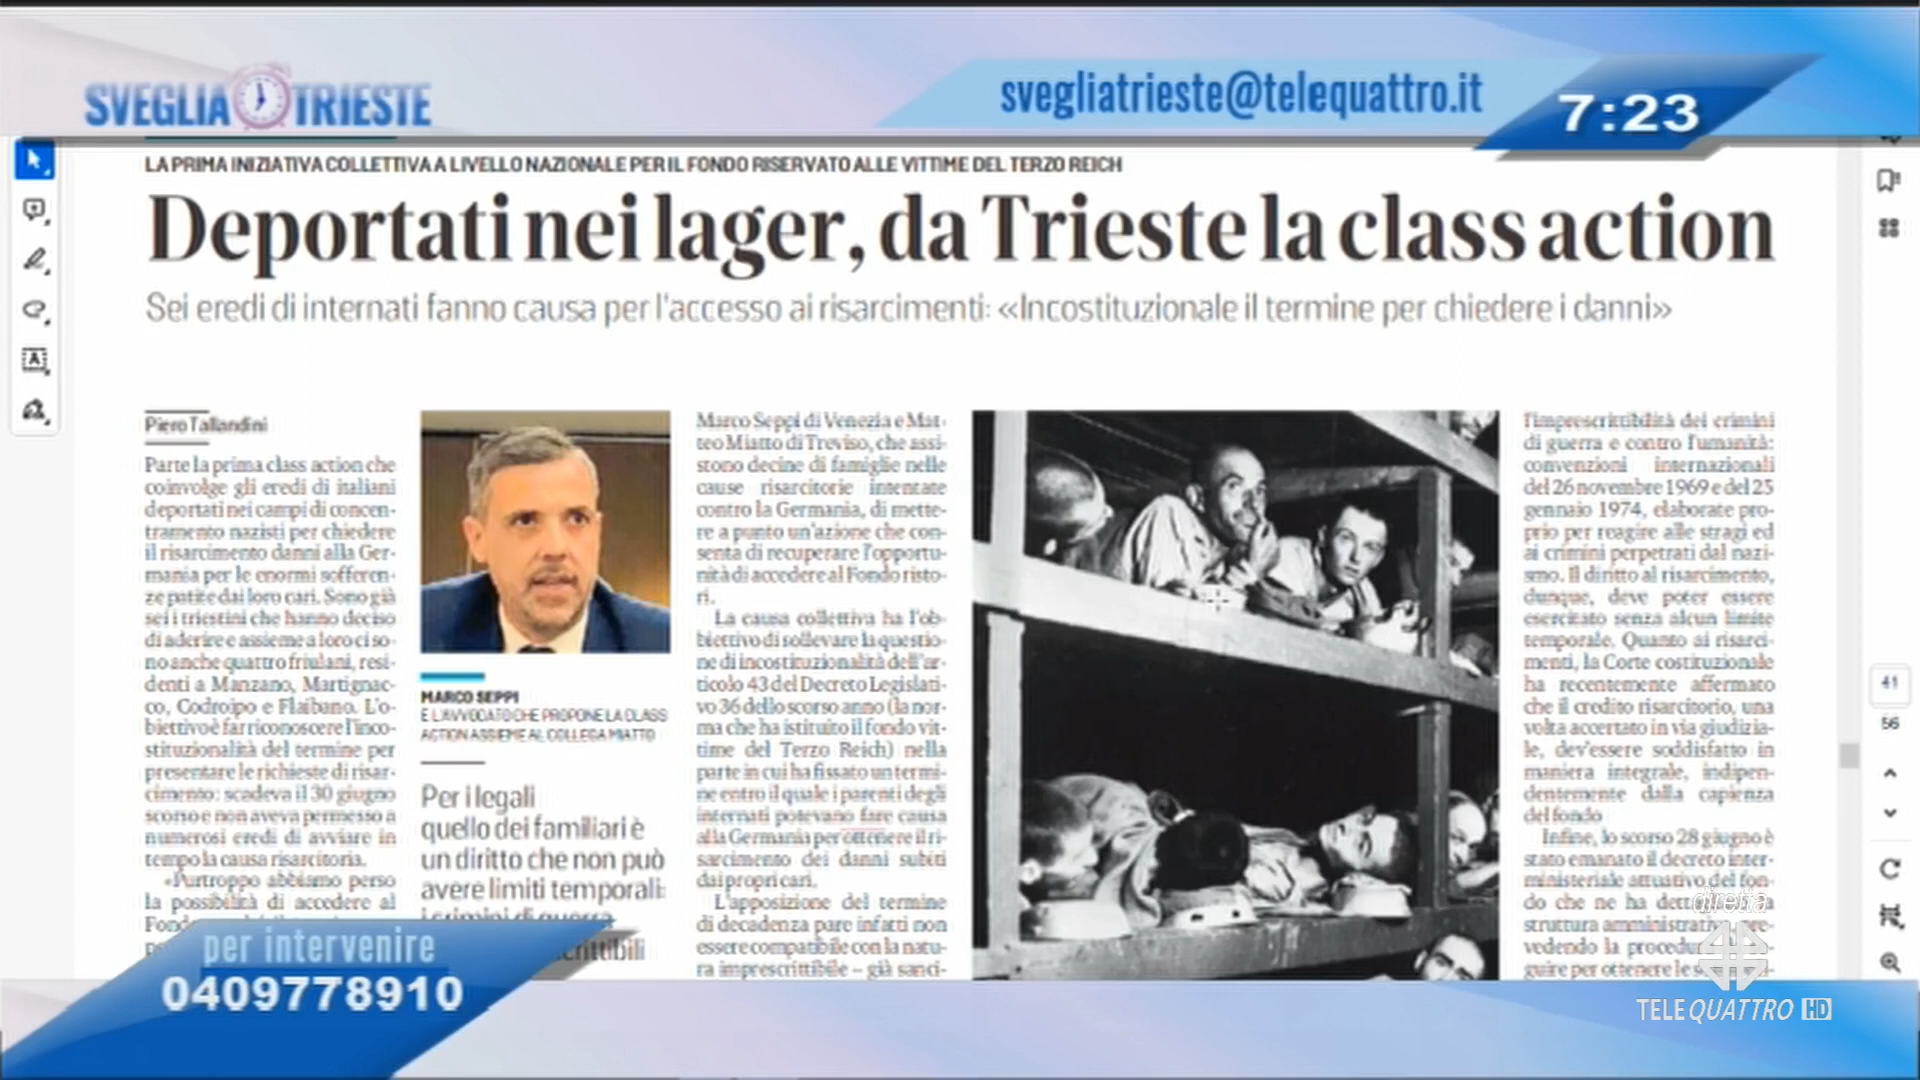 SVEGLIA TRIESTE
svegliatrieste@telequattro.it
7:23
LA PRIMA INIZIATIVA COLLETTIVA A LIVELLO NAZIONALE PER IL FONDO RISERVATO ALLE VITTIME DEL TERZO REICH
Deportati nei lager, da Trieste la class action
Sei eredi di internati fanno causa per l'accesso ai risarcimenti: «Incostituzionale il termine per chiedere i danni»
Piero Tallandini
Parte la prima class action che
coinvolge gli eredi di italiani
deportati nei campi di concen-
tramento nazisti per chiedere
il risarcimento danni alla Ger-
mania per le enormi sofferen-
ze patite dai loro cari. Sono già
sei i triestini che hanno deciso
di aderire e assieme a loro ci so-
no anche quattro friulani, resi-
denti a Manzano, Martignac-
co, Codroipo e Flaibano. L'o-
biettivo è far riconoscere l'inco-
stituzionalità del termine per
presentare le richieste di risar-
cimento: scadeva il 30 giugno
scorso e non aveva permesso a
numerosi eredi di avviare in
tempo la causa risarcitoria.
«Purtroppo abbiamo perso
la possibilità di accedere al
MARCO SEPPI
È L'AVVOCATO CHE PROPONE LA CLASS
ACTION ASSIEME AL COLLEGA MIATTO
Per i legali
quello dei familiari è
un diritto che non può
avere limiti temporali:
i crimini di guerra
Marco Seppi di Venezia e Mat-
teo Miatto di Treviso, che assi-
stono decine di famiglie nelle
cause risarcitorie intentate
contro la Germania, di mette-
re a punto un'azione che con-
senta di recuperare l'opportu-
nità di accedere al Fondo risto-
ri.
La causa collettiva ha l'ob-
biettivo di sollevare la questio-
ne di incostituzionalità dell'ar-
ticolo 43 del Decreto Legislati-
vo 36 dello scorso anno (la nor-
ma che ha istituito il fondo vit-
time del Terzo Reich) nella
parte in cui ha fissato un termi-
ne entro il quale i parenti degli
internati potevano fare causa
alla Germania per ottenere il ri-
sarcimento dei danni subiti
dai propri cari.
L'apposizione del termine
di decadenza pare infatti non
essere compatibile con la natu-
ra imprescrittibile – già sanci-
l'imprescrittibilità dei crimini
di guerra e contro l'umanità:
convenzioni internazionali
del 26 novembre 1969 e del 25
gennaio 1974, elaborate pro-
prio per reagire alle stragi ed
ai crimini perpetrati dal nazi-
smo. Il diritto al risarcimento,
dunque, deve poter essere
esercitato senza alcun limite
temporale. Quanto ai risarci-
menti, la Corte costituzionale
ha recentemente affermato
che il credito risarcitorio, una
volta accertato in via giudizia-
le, dev'essere soddisfatto in
maniera integrale, indipen-
dentemente dalla capienza
del fondo
Infine, lo scorso 28 giugno è
stato emanato il decreto inter-
ministeriale attuativo del fon-
do che ne ha
struttura
vedendo la
guire per ottenere le
41
56
per intervenire
0409778910
diretta
TELEQUATTRO HD